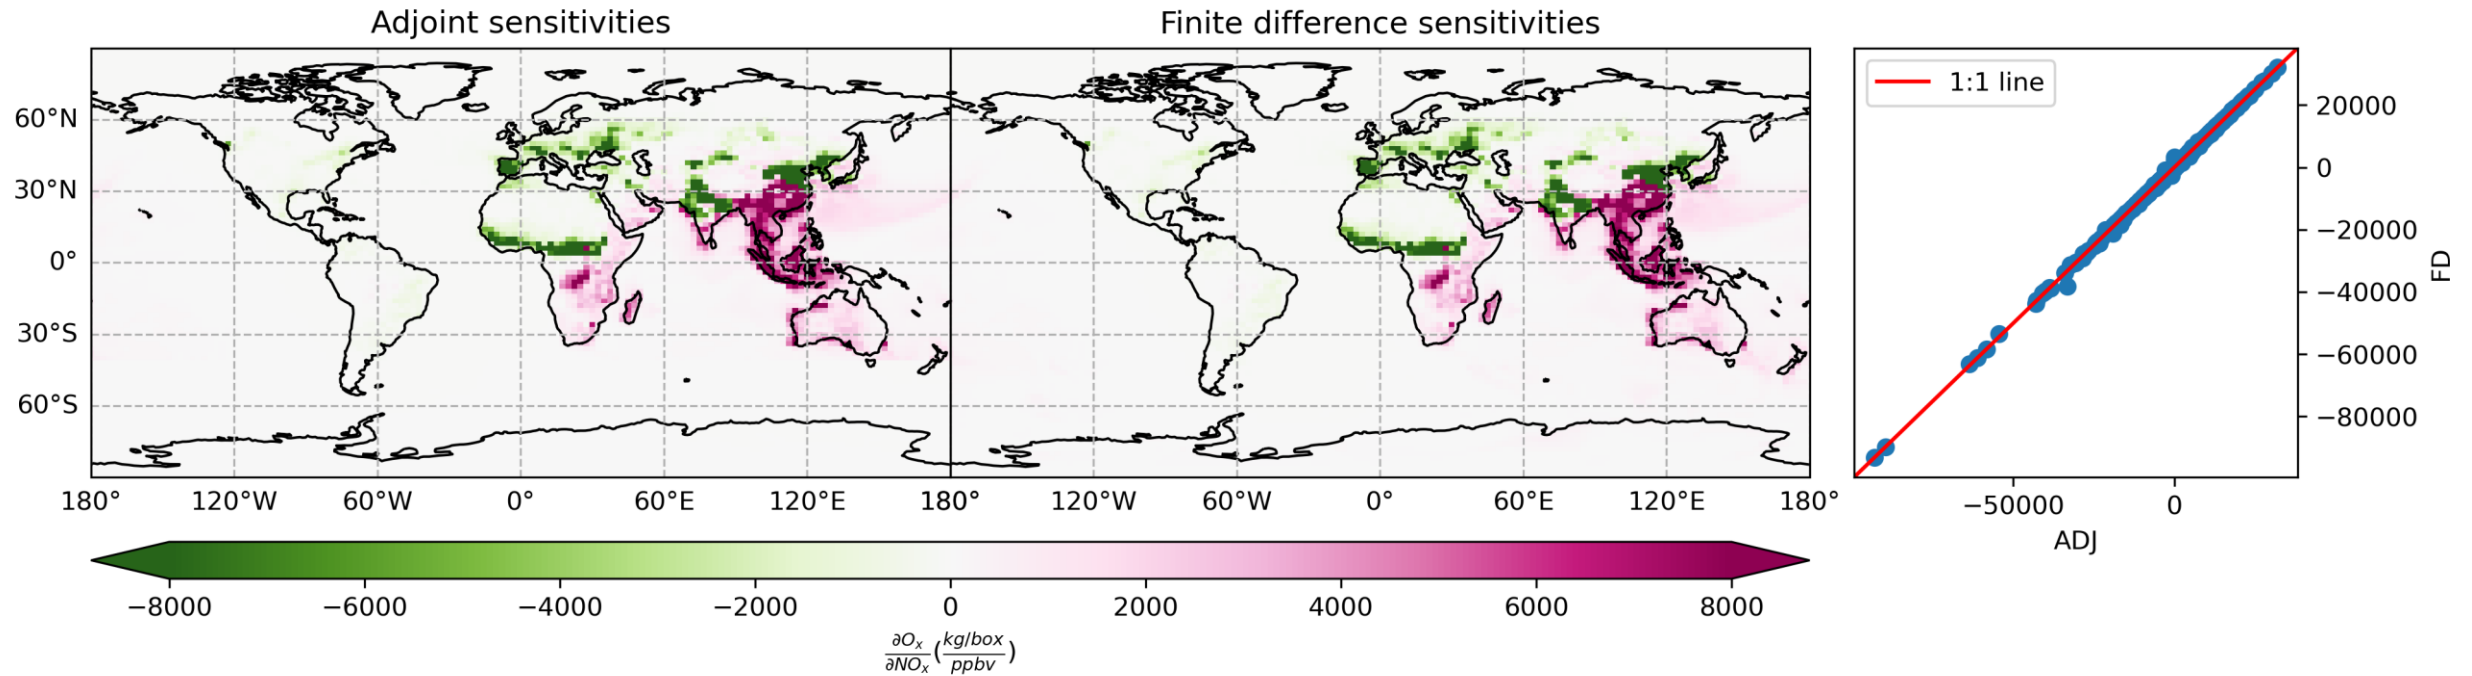 Adjoint sensitivities
Finite difference sensitivities
1:1 line
60°N
30°N
0°
30°S
60°S
180°
120°W
60°W
0°
60°E
120°E
180°
120°W
60°W
0°
60°E
120°E
180°
20000
0
−20000
−40000
−60000
−80000
FD
−50000
0
ADJ
−8000
−6000
−4000
−2000
0
2000
4000
6000
8000
∂Oₓ/∂NOₓ (kg/box/ppbv)